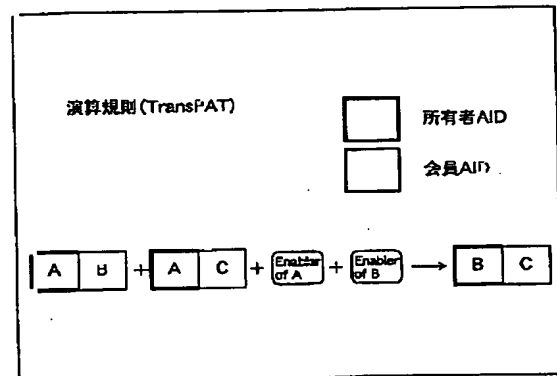 演算規則(TransPAT)
所有者AID
会員AID
A B + A C + Enabler of A + Enabler of B → B C